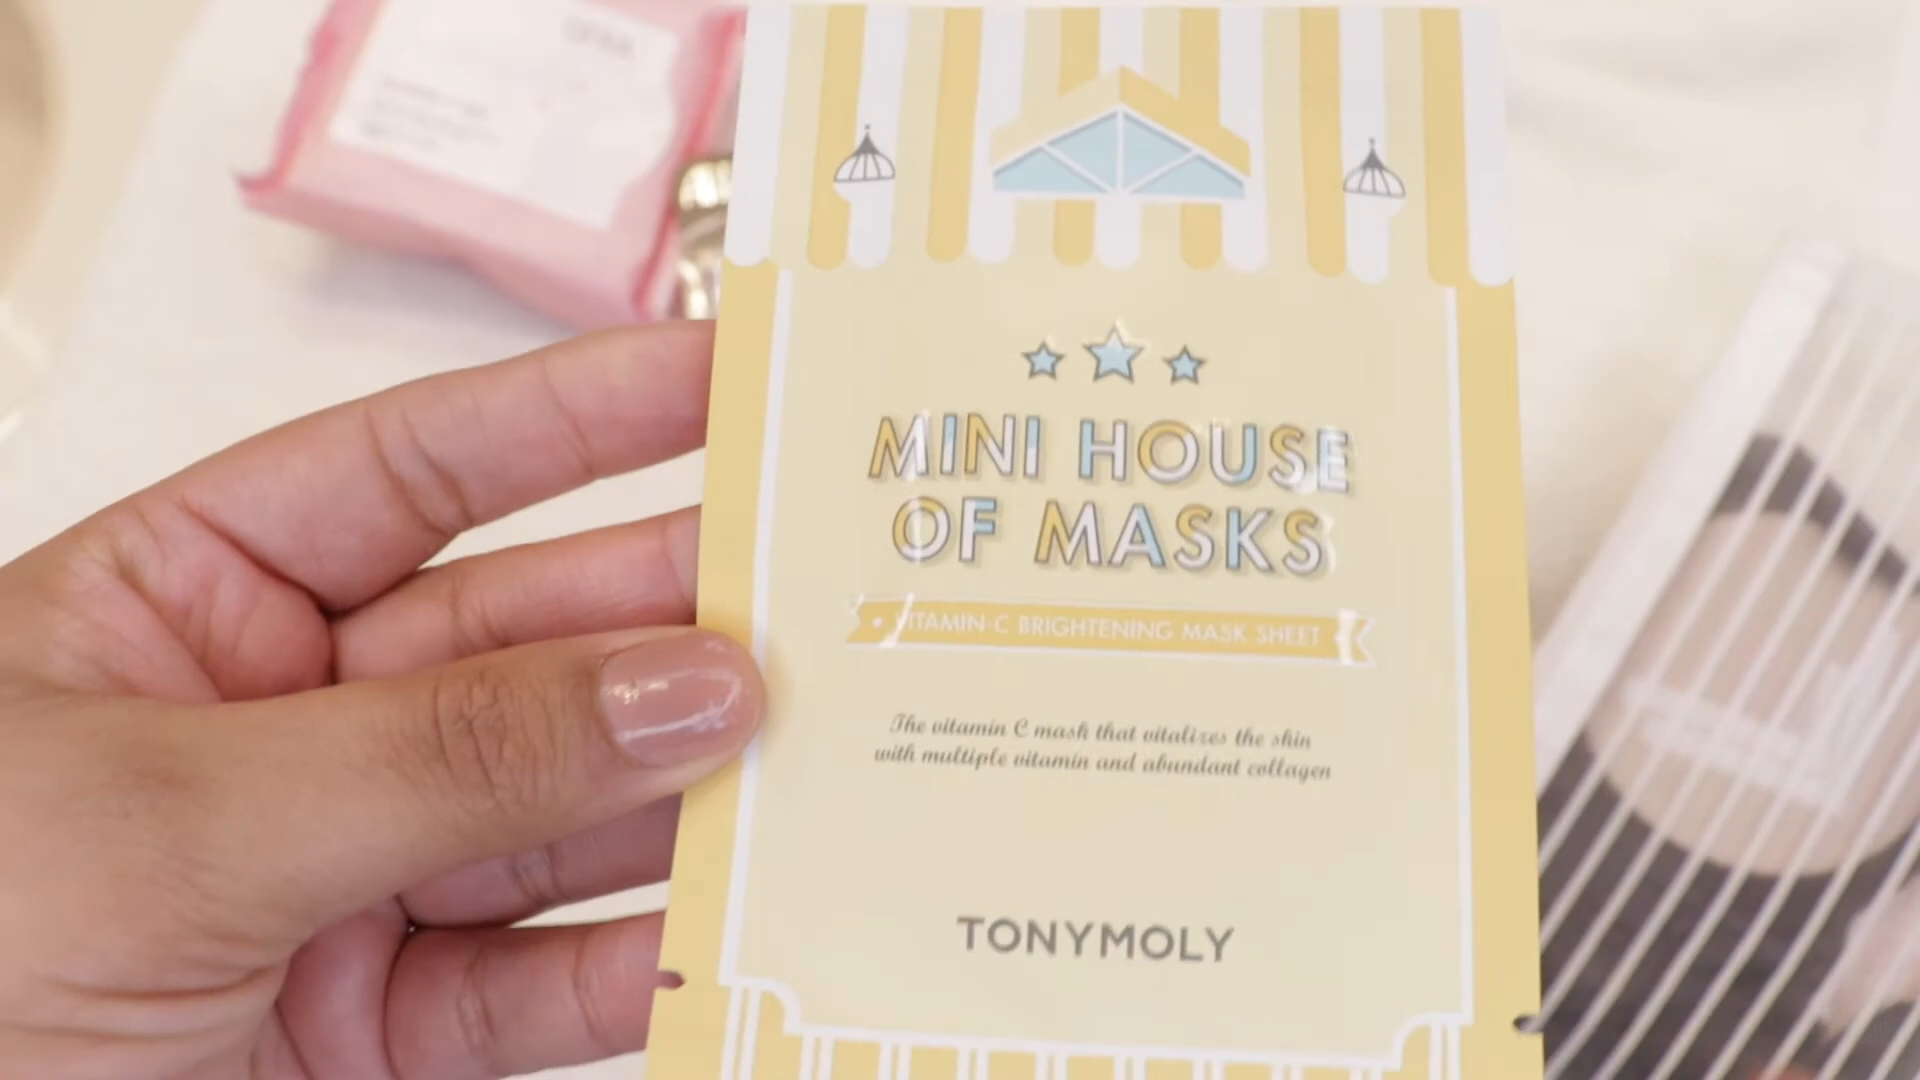 MINI HOUSE
OF MASKS
VITAMIN-C BRIGHTENING MASK SHEET
The vitamin C mask that vitalizes the skin
with multiple vitamin and abundant collagen
TONYMOLY